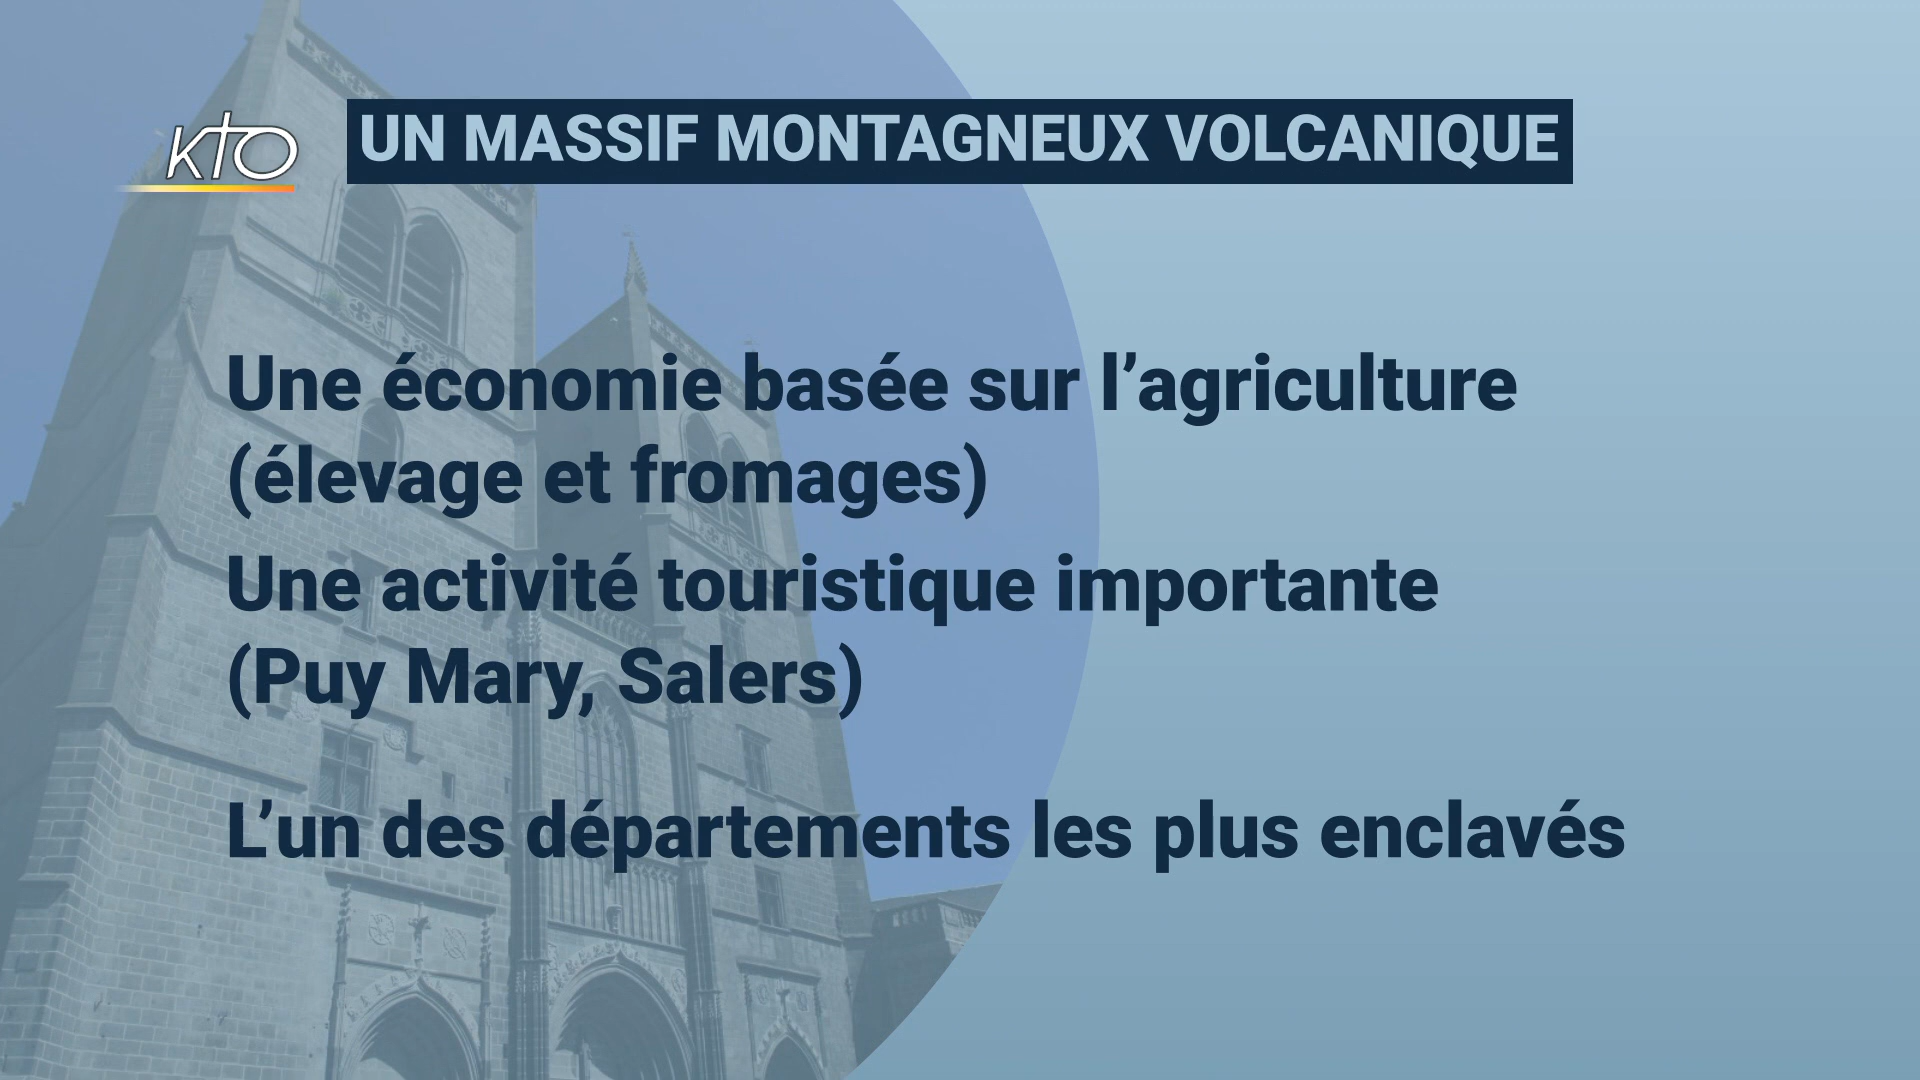 KTO
UN MASSIF MONTAGNEUX VOLCANIQUE
Une économie basée sur l’agriculture
(élevage et fromages)
Une activité touristique importante
(Puy Mary, Salers)
L’un des départements les plus enclavés